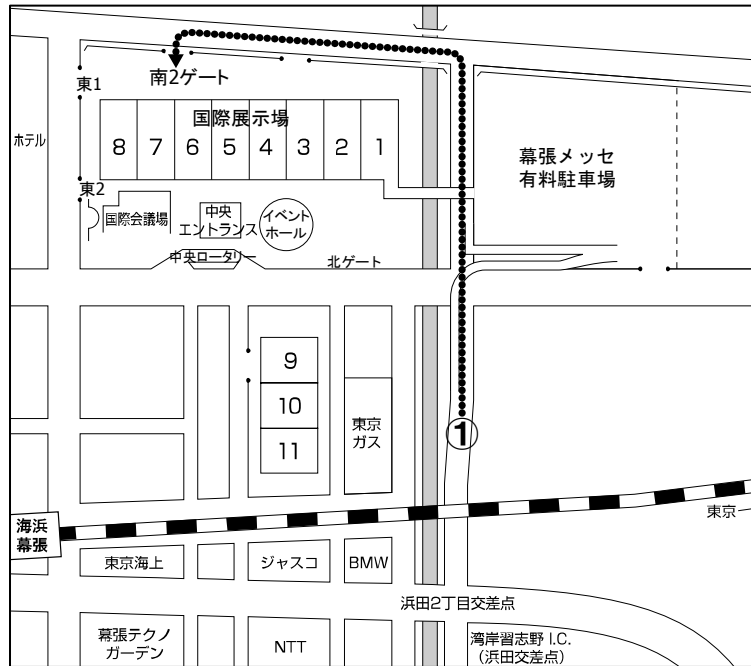 南2ゲート
東1
国際展示場
8 7 6 5 4 3 2 1
ホテル
幕張メッセ
有料駐車場
東2
国際会議場
中央
エントランス
イベント
ホール
中央ロータリー
北ゲート
9
10
11
東京
ガス
①
海浜
幕張
東京
東京海上
ジャスコ
BMW
浜田2丁目交差点
幕張テクノ
ガーデン
NTT
湾岸習志野 I.C.
(浜田交差点)